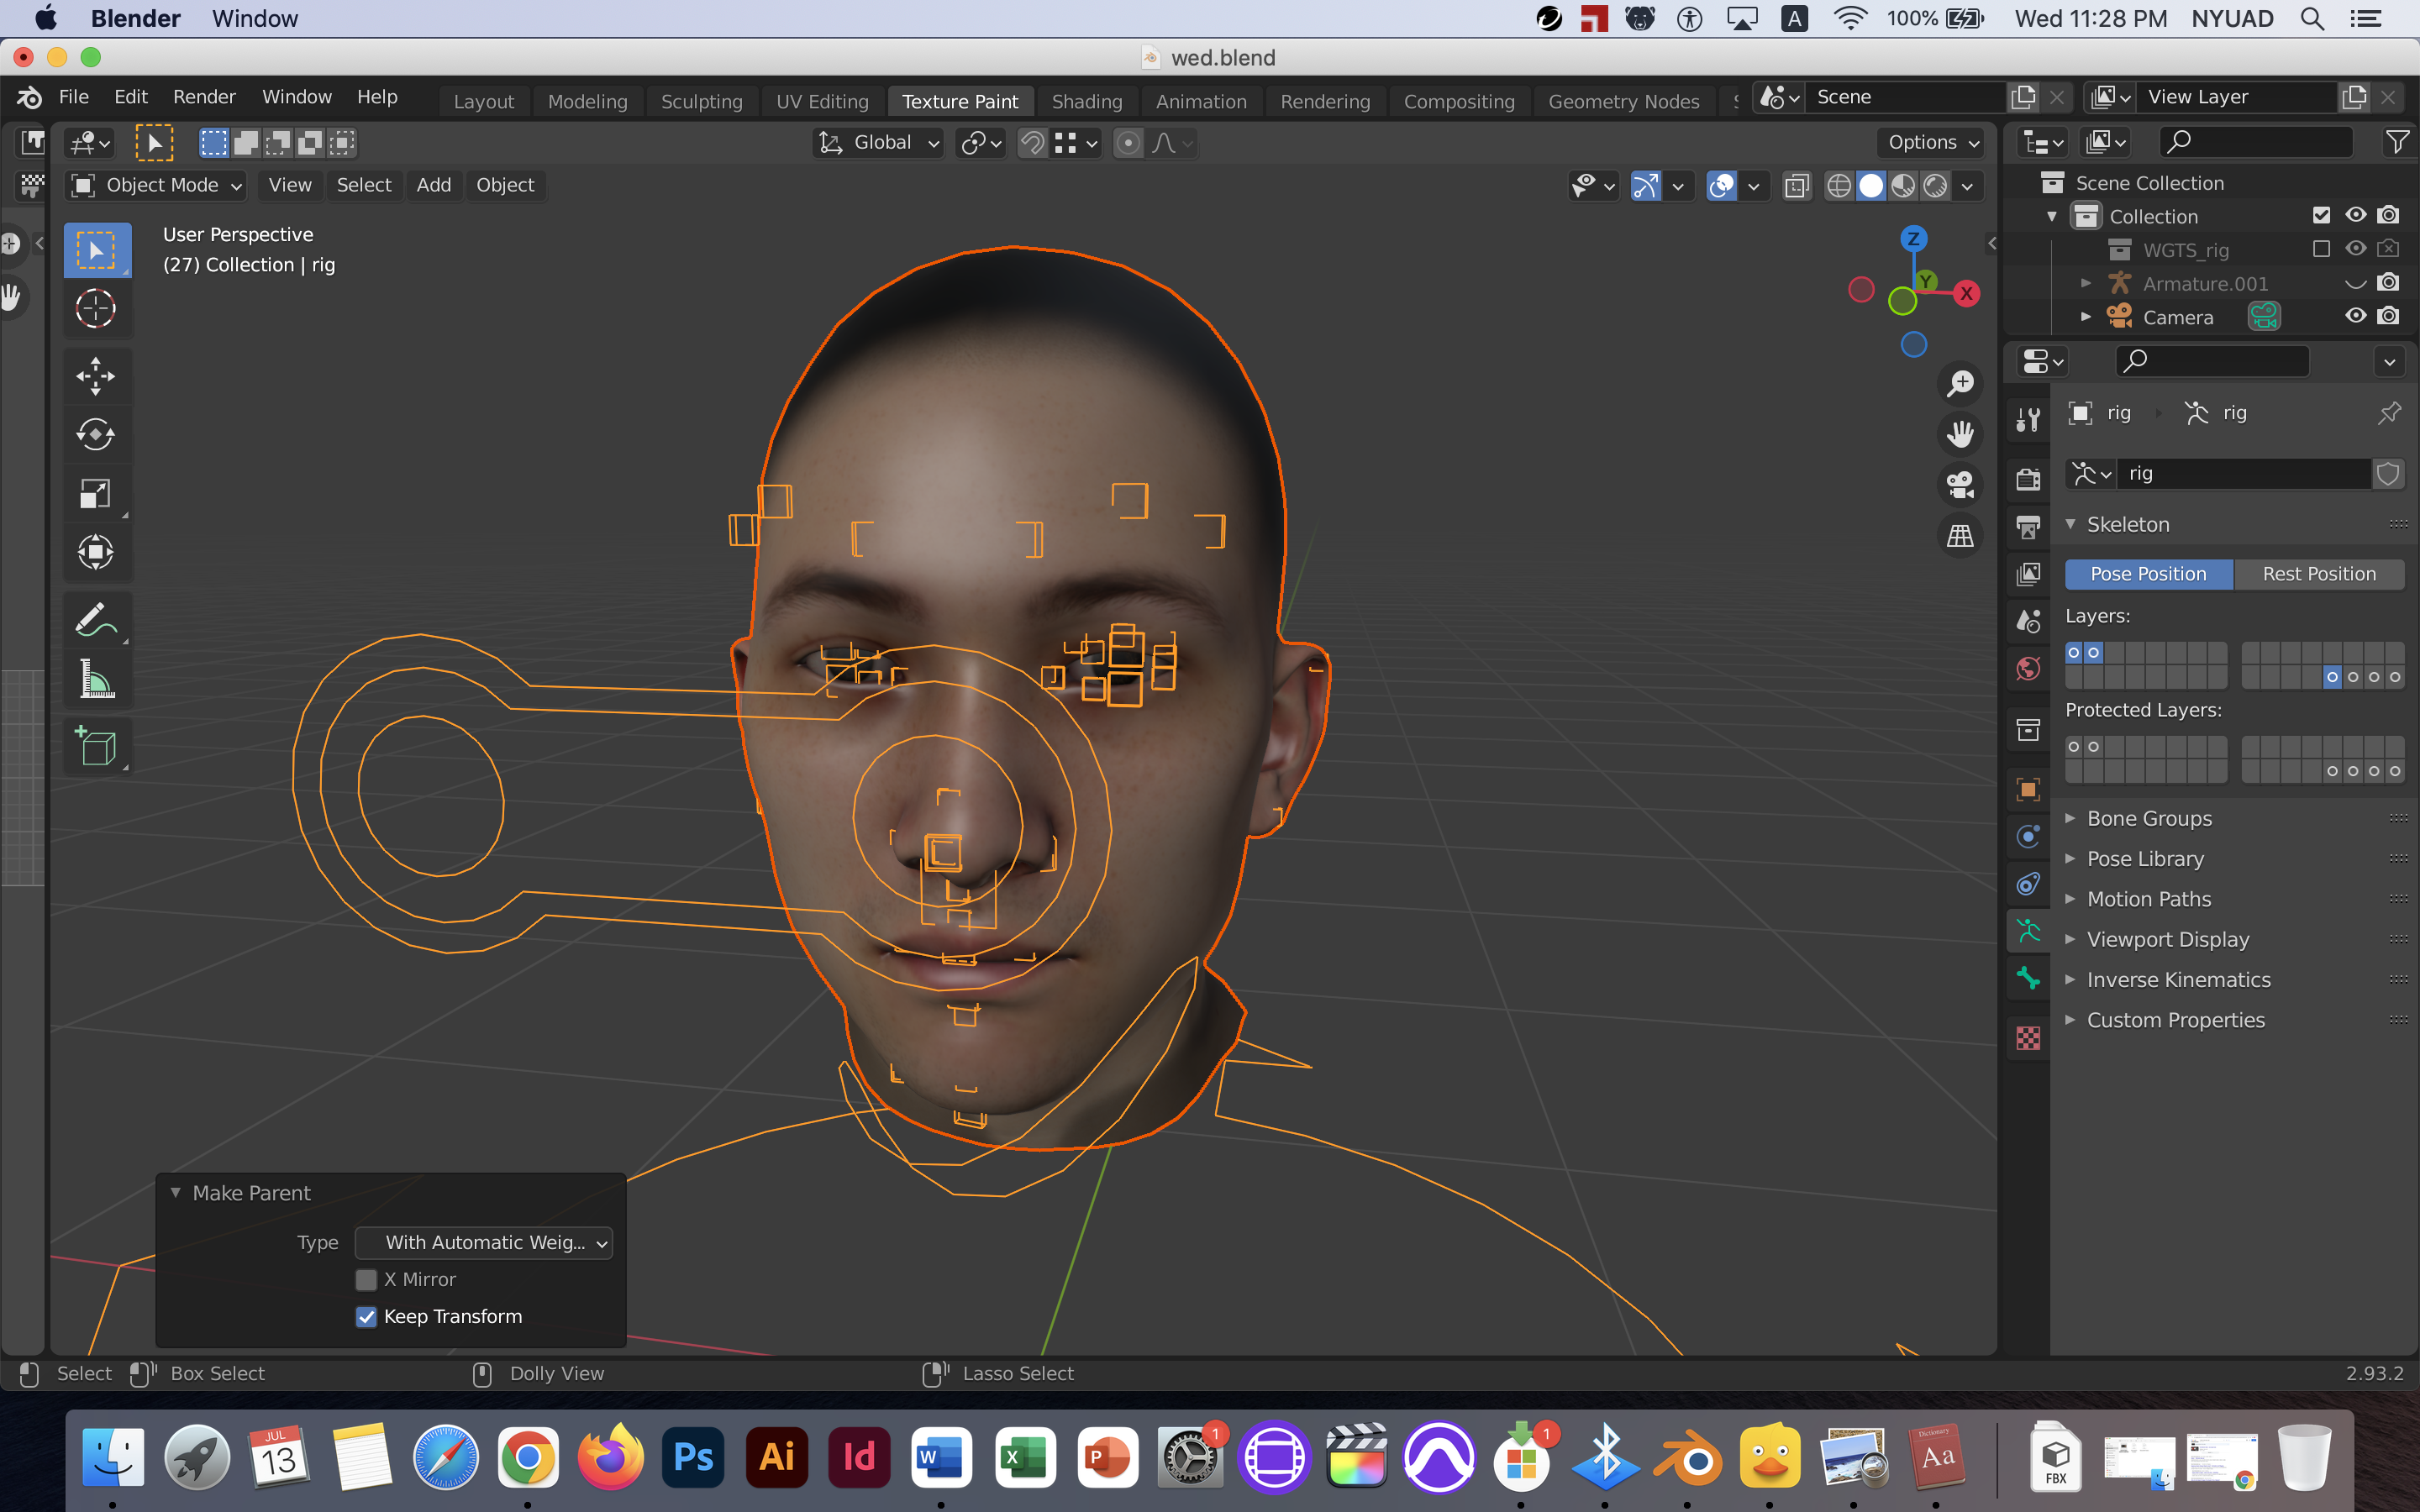 Blender Window
A 100% Wed 11:28 PM NYUAD
wed.blend
File Edit Render Window Help Layout Modeling Sculpting UV Editing Texture Paint Shading Animation Rendering Compositing Geometry Nodes Scene View Layer
Global Options
Object Mode View Select Add Object
Scene Collection
Collection
WGTS_rig
Armature.001
Camera
User Perspective
(27) Collection | rig
Z
Y
X
rig rig
rig
Skeleton
Pose Position Rest Position
Layers:
Protected Layers:
Bone Groups
Pose Library
Motion Paths
Viewport Display
Inverse Kinematics
Custom Properties
Make Parent
Type With Automatic Weig...
X Mirror
Keep Transform
Select Box Select Dolly View Lasso Select 2.93.2
JUL
13
Ps
Ai
Id
W
X
P
1
1
Dictionary
Aa
FBX